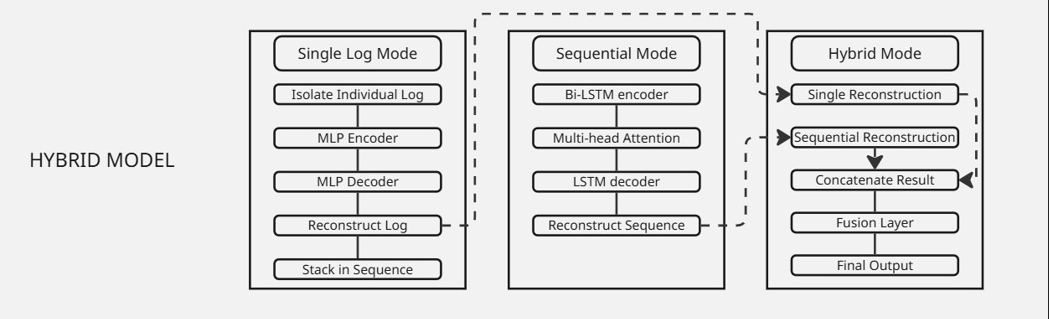 HYBRID MODEL
Single Log Mode
Isolate Individual Log
MLP Encoder
MLP Decoder
Reconstruct Log
Stack in Sequence
Sequential Mode
Bi-LSTM encoder
Multi-head Attention
LSTM decoder
Reconstruct Sequence
Hybrid Mode
Single Reconstruction
Sequential Reconstruction
Concatenate Result
Fusion Layer
Final Output